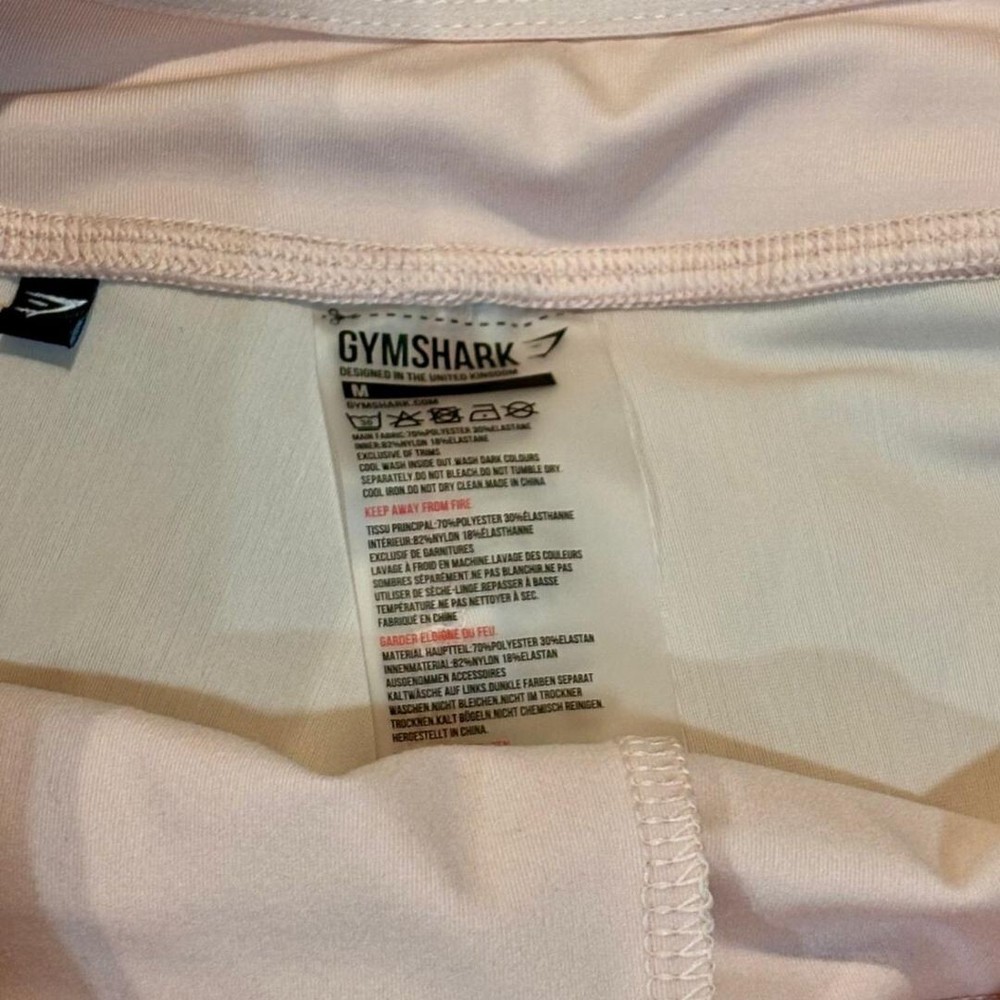 GYMSHARK
DESIGNED IN THE UNITED KINGDOM
M
GYMSHARK.COM
30
MAIN FABRIC:70%POLYESTER 30%ELASTANE
INNER:82%NYLON 18%ELASTANE
EXCLUSIVE OF TRIMS
COOL WASH INSIDE OUT.WASH DARK COLOURS
SEPARATELY.DO NOT BLEACH.DO NOT TUMBLE DRY.
COOL IRON.DO NOT DRY CLEAN.MADE IN CHINA
KEEP AWAY FROM FIRE
TISSU PRINCIPAL:70%POLYESTER 30%ÉLASTHANNE
INTÉRIEUR:82%NYLON 18%ÉLASTHANNE
EXCLUSIF DE GARNITURES
LAVAGE À FROID EN MACHINE.LAVAGE DES COULEURS
SOMBRES SÉPARÉMENT.NE PAS BLANCHIR.NE PAS
UTILISER DE SÈCHE-LINGE.REPASSER À BASSE
TEMPÉRATURE.NE PAS NETTOYER À SEC.
FABRIQUÉ EN CHINE
GARDER ELOIGNE DU FEU.
MATERIAL HAUPTTEIL:70%POLYESTER 30%ELASTAN
INNENMATERIAL:82%NYLON 18%ELASTAN
AUSGENOMMEN ACCESSOIRES
KALTWÄSCHE AUF LINKS.DUNKLE FARBEN SEPARAT
WASCHEN.NICHT BLEICHEN.NICHT IM TROCKNER
TROCKNEN.KALT BÜGELN.NICHT CHEMISCH REINIGEN.
HERGESTELLT IN CHINA.